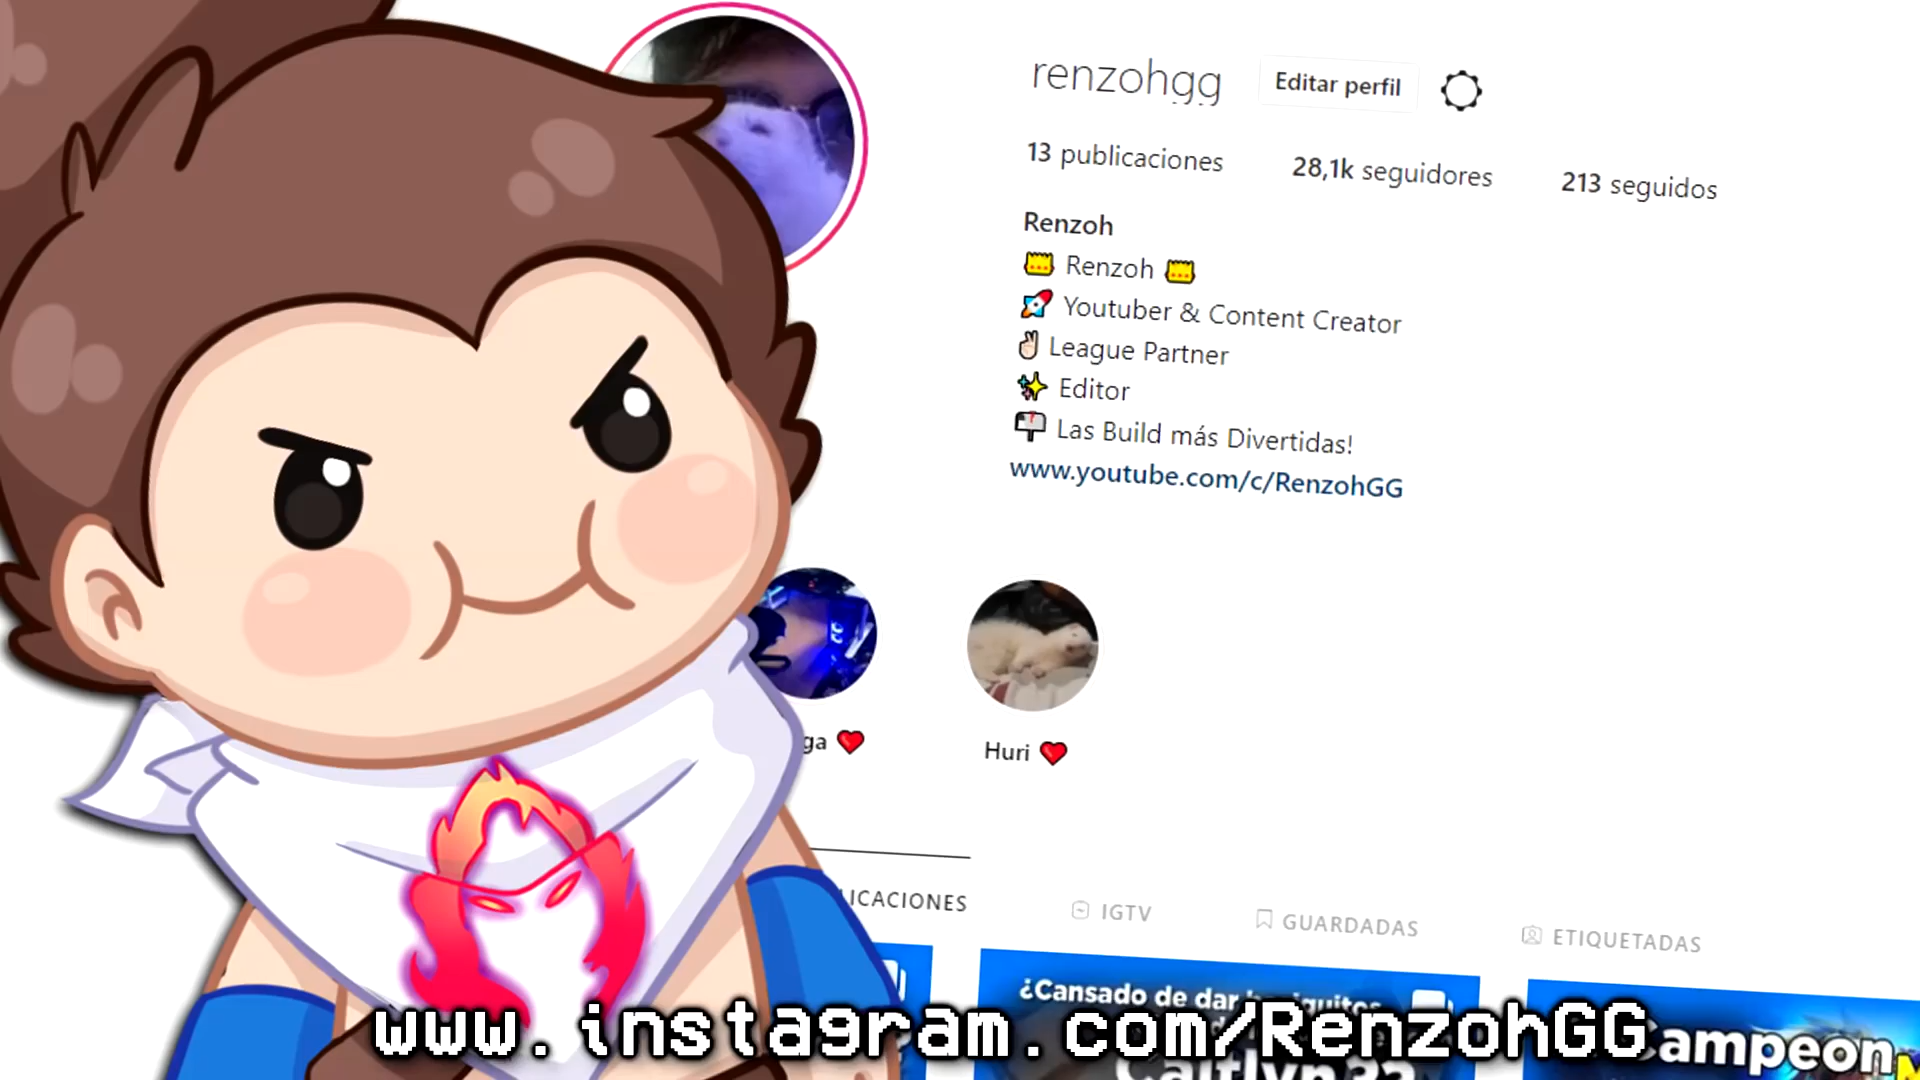 renzohgg Editar perfil
13 publicaciones 28,1k seguidores 213 seguidos
Renzoh
Renzoh
Youtuber & Content Creator
League Partner
Editor
Las Build más Divertidas!
www.youtube.com/c/RenzohGG
ga Huri
ICACIONES IGTV GUARDADAS ETIQUETADAS
¿Cansado de dar
www.instagram.com/RenzohGG
Campeon
Caitlyn??